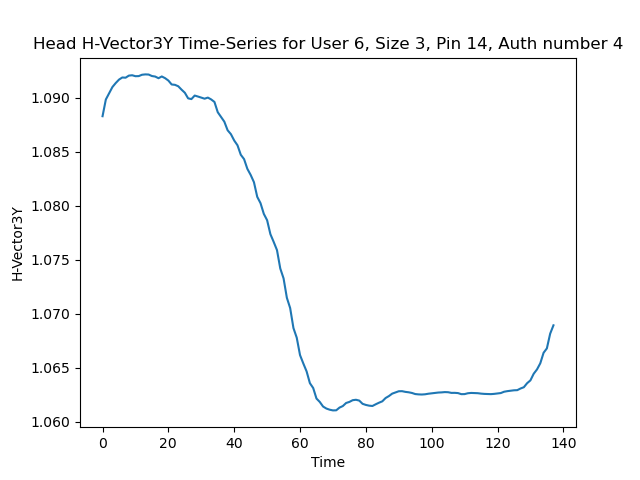 Head H-Vector3Y Time-Series for User 6, Size 3, Pin 14, Auth number 4
H-Vector3Y
1.090
1.085
1.080
1.075
1.070
1.065
1.060
0 20 40 60 80 100 120 140
Time